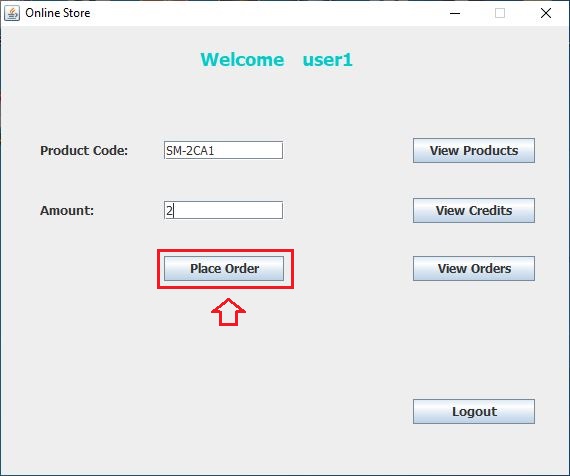 Online Store
Welcome user1
Product Code: SM-2CA1 View Products
Amount: 2 View Credits
Place Order View Orders
Logout